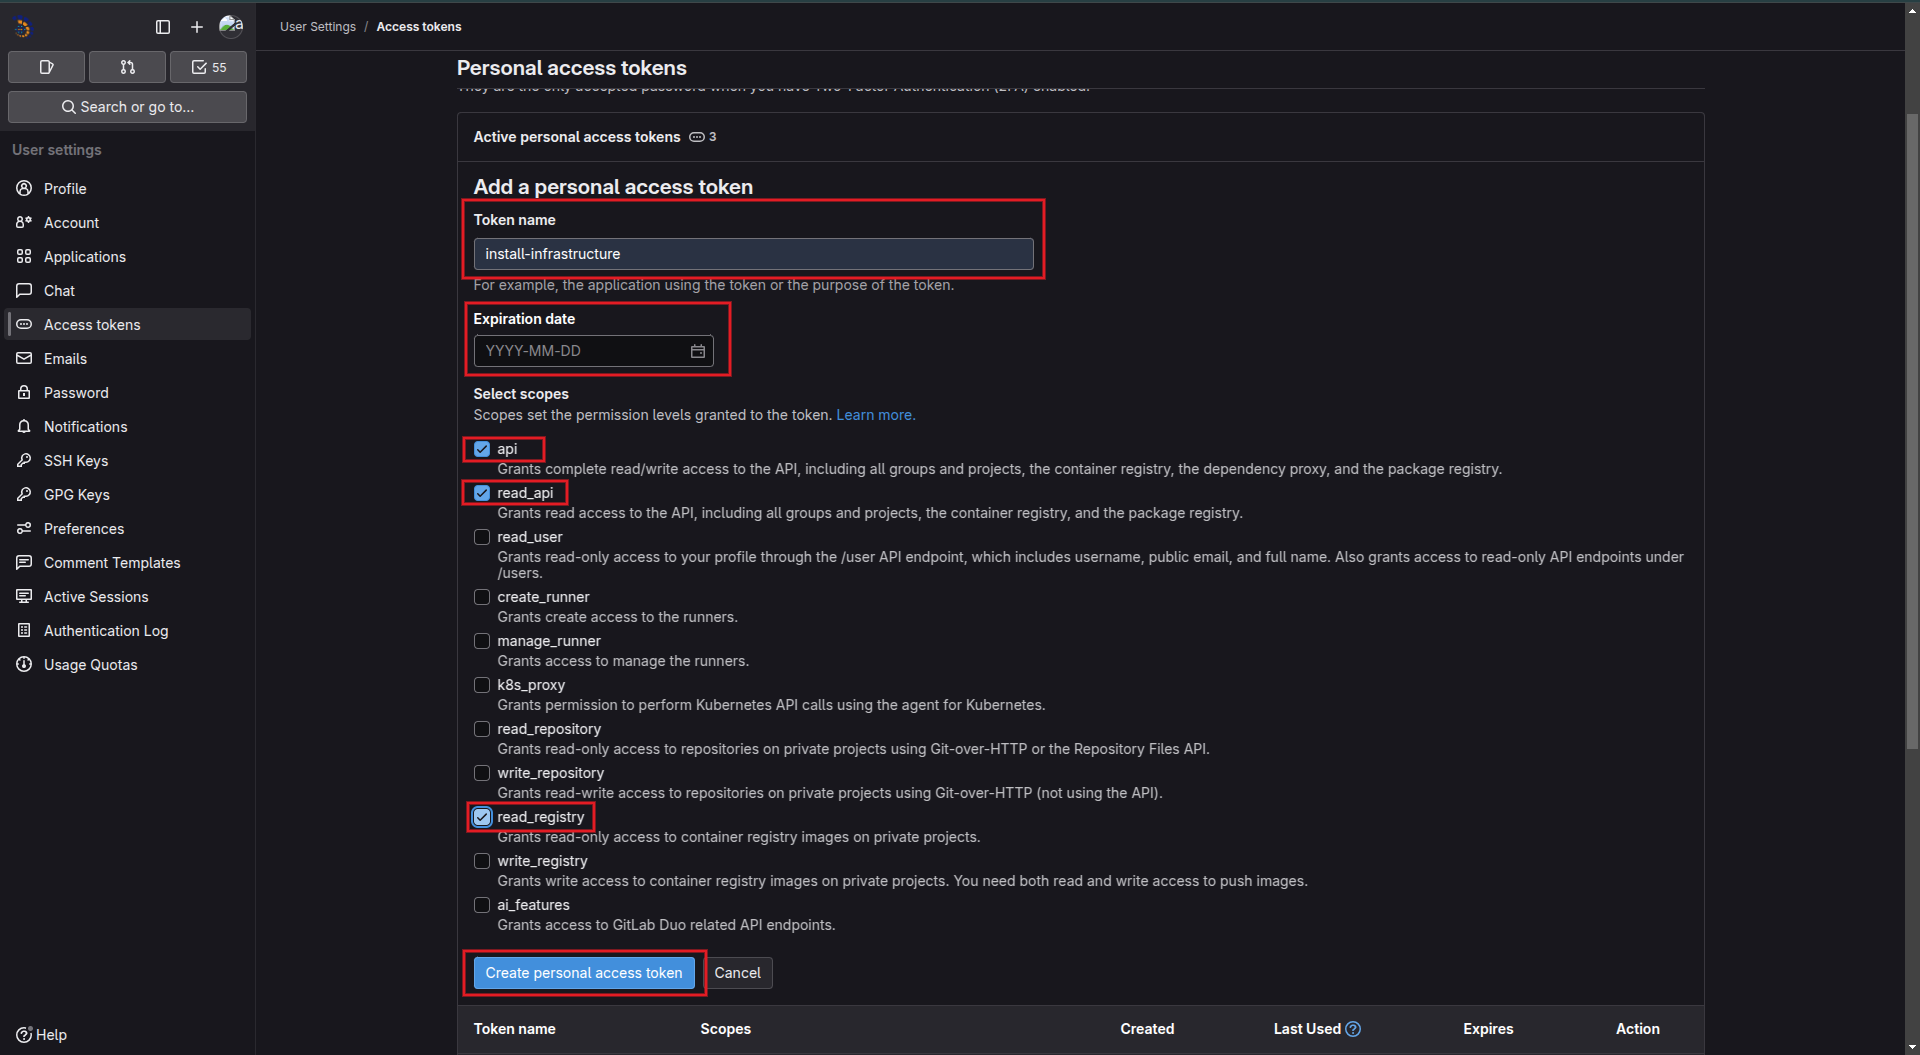 User Settings / Access tokens
55
Search or go to...
User settings
Profile
Account
Applications
Chat
Access tokens
Emails
Password
Notifications
SSH Keys
GPG Keys
Preferences
Comment Templates
Active Sessions
Authentication Log
Usage Quotas
Help
Personal access tokens
They are the only accepted password when you have Two-Factor Authentication (2FA) enabled.
Active personal access tokens 3
Add a personal access token
Token name
install-infrastructure
For example, the application using the token or the purpose of the token.
Expiration date
YYYY-MM-DD
Select scopes
Scopes set the permission levels granted to the token. Learn more.
api
Grants complete read/write access to the API, including all groups and projects, the container registry, the dependency proxy, and the package registry.
read_api
Grants read access to the API, including all groups and projects, the container registry, and the package registry.
read_user
Grants read-only access to your profile through the /user API endpoint, which includes username, public email, and full name. Also grants access to read-only API endpoints under
/users.
create_runner
Grants create access to the runners.
manage_runner
Grants access to manage the runners.
k8s_proxy
Grants permission to perform Kubernetes API calls using the agent for Kubernetes.
read_repository
Grants read-only access to repositories on private projects using Git-over-HTTP or the Repository Files API.
write_repository
Grants read-write access to repositories on private projects using Git-over-HTTP (not using the API).
read_registry
Grants read-only access to container registry images on private projects.
write_registry
Grants write access to container registry images on private projects. You need both read and write access to push images.
ai_features
Grants access to GitLab Duo related API endpoints.
Create personal access token Cancel
Token name Scopes Created Last Used Expires Action